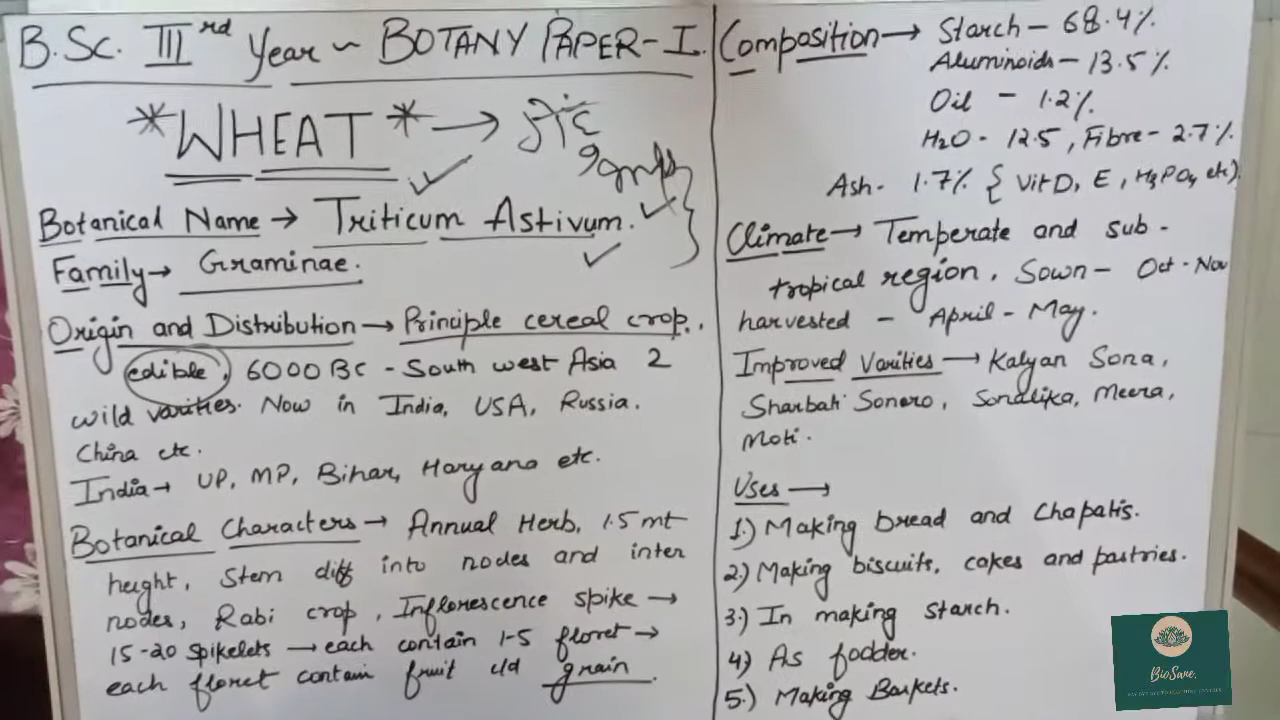 B.Sc. IIIrd Year ~ BOTANY PAPER-I.
*WHEAT* → गेहूँ
Botanical Name → Triticum Astivum.
Family → Graminae.
Origin and Distribution → Principle cereal crop.,
edible, 6000 BC - South west Asia 2
wild varities. Now in India, USA, Russia,
China etc.
India → UP, MP, Bihar, Haryana etc.
Botanical Characters → Annual Herb, 1.5 mt
height, Stem diff into nodes and inter
nodes, Rabi crop, Inflorescence spike →
15-20 spikelets → each contain 1-5 floret →
each floret contain fruit c/d grain.
Composition → Starch - 68.4%
Aluminoids - 13.5%
Oil - 1.2%
H2O - 12.5, Fibre - 2.7%
Ash - 1.7% { Vit D, E, H3PO4 etc}
Climate → Temperate and sub-
tropical region, Sown - Oct-Nov
harvested - April - May.
Improved Varities → Kalyan Sona,
Sharbati Sonaro, Sonalika, Meera,
Moti.
Uses →
1.) Making bread and chapatis.
2.) Making biscuits, cakes and pastries.
3.) In making starch.
4) As fodder.
5.) Making Baskets.
BioSane.